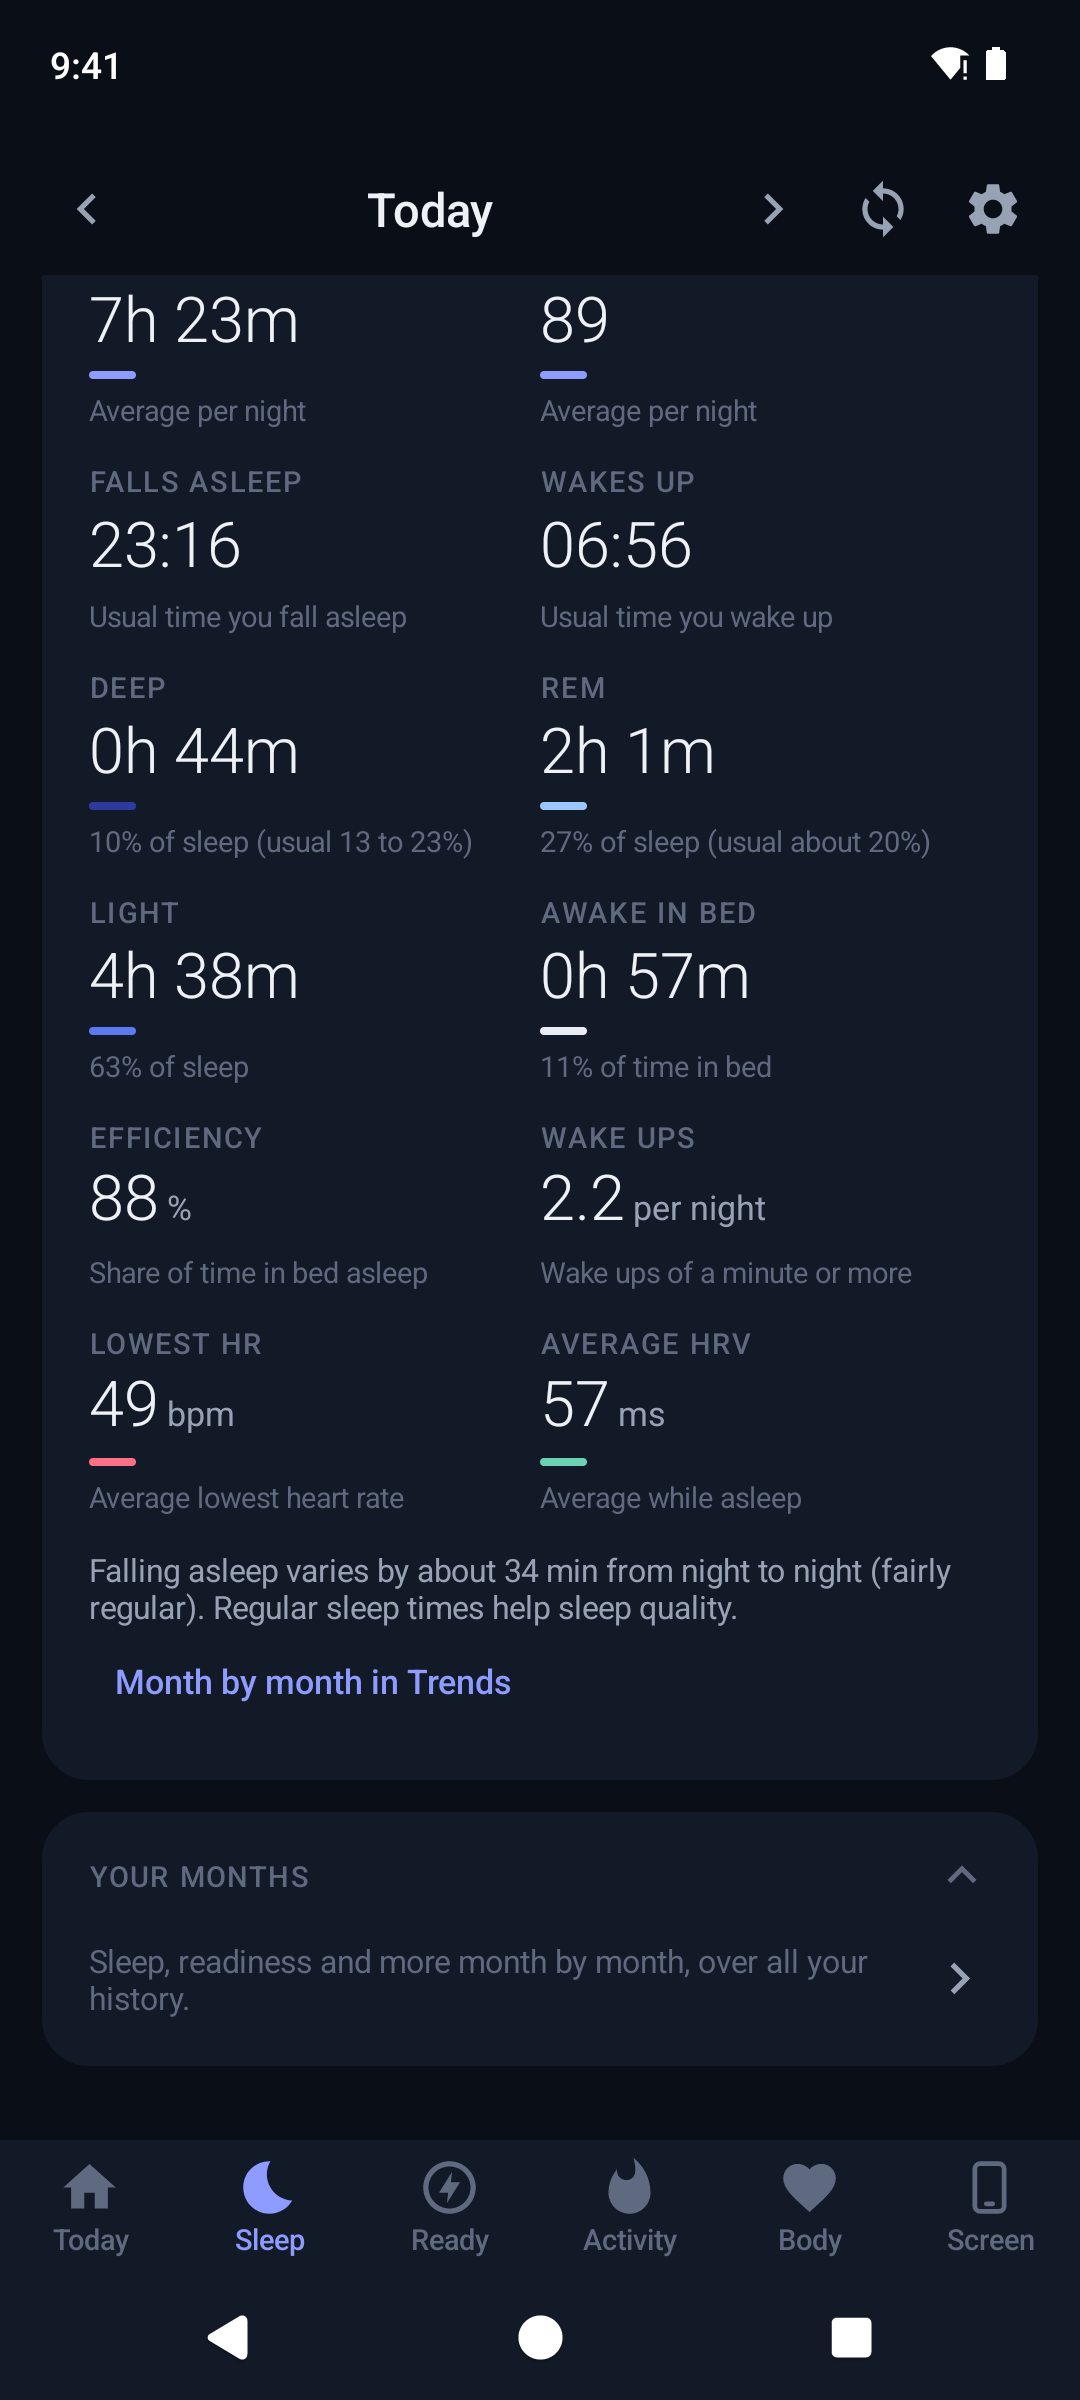 9:41
Today
7h 23m
89
Average per night
Average per night
FALLS ASLEEP
WAKES UP
23:16
06:56
Usual time you fall asleep
Usual time you wake up
DEEP
REM
0h 44m
2h 1m
10% of sleep (usual 13 to 23%)
27% of sleep (usual about 20%)
LIGHT
AWAKE IN BED
4h 38m
0h 57m
63% of sleep
11% of time in bed
EFFICIENCY
WAKE UPS
88 %
2.2 per night
Share of time in bed asleep
Wake ups of a minute or more
LOWEST HR
AVERAGE HRV
49 bpm
57 ms
Average lowest heart rate
Average while asleep
Falling asleep varies by about 34 min from night to night (fairly
regular). Regular sleep times help sleep quality.
Month by month in Trends
YOUR MONTHS
Sleep, readiness and more month by month, over all your
history.
Today
Sleep
Ready
Activity
Body
Screen